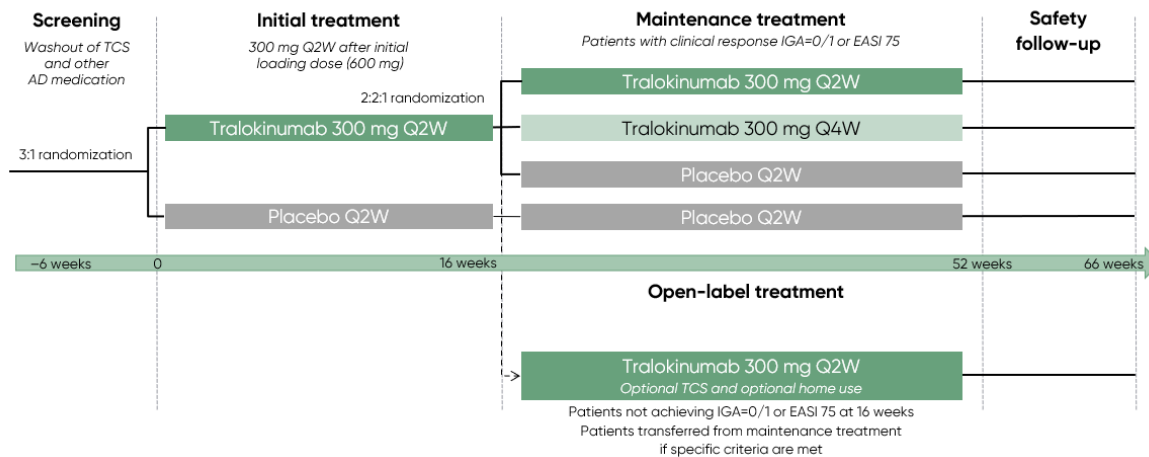 Screening
Washout of TCS
and other
AD medication
Initial treatment
300 mg Q2W after initial
loading dose (600 mg)
Maintenance treatment
Patients with clinical response IGA=0/1 or EASI 75
Safety
follow-up
3:1 randomization
2:2:1 randomization
Tralokinumab 300 mg Q2W
Placebo Q2W
Tralokinumab 300 mg Q2W
Tralokinumab 300 mg Q4W
Placebo Q2W
Placebo Q2W
–6 weeks
0
16 weeks
52 weeks
66 weeks
Open-label treatment
Tralokinumab 300 mg Q2W
Optional TCS and optional home use
Patients not achieving IGA=0/1 or EASI 75 at 16 weeks
Patients transferred from maintenance treatment
if specific criteria are met